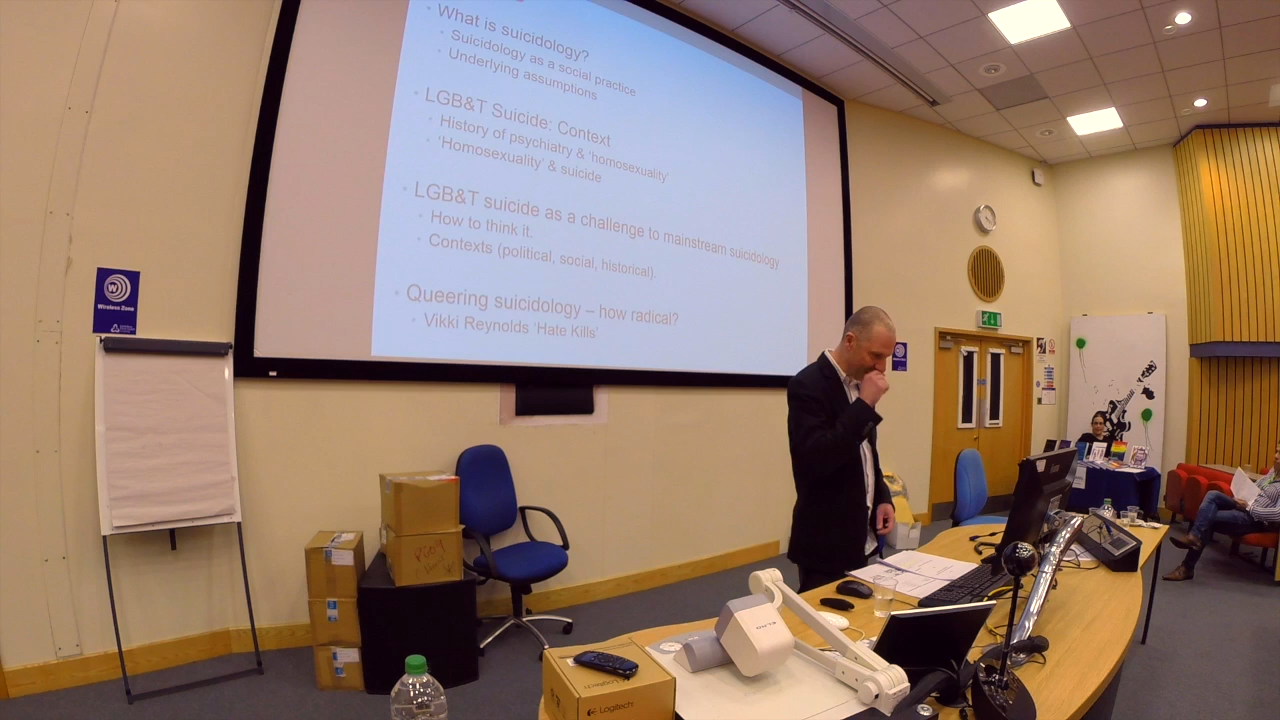 What is suicidology?
Suicidology as a social practice
Underlying assumptions
LGB&T Suicide: Context
History of psychiatry & 'homosexuality'
'Homosexuality' & suicide
LGB&T suicide as a challenge to mainstream suicidology
How to think it.
Contexts (political, social, historical).
Queering suicidology – how radical?
Vikki Reynolds 'Hate Kills'
W
Wireless Zone
ELMO
Logitech